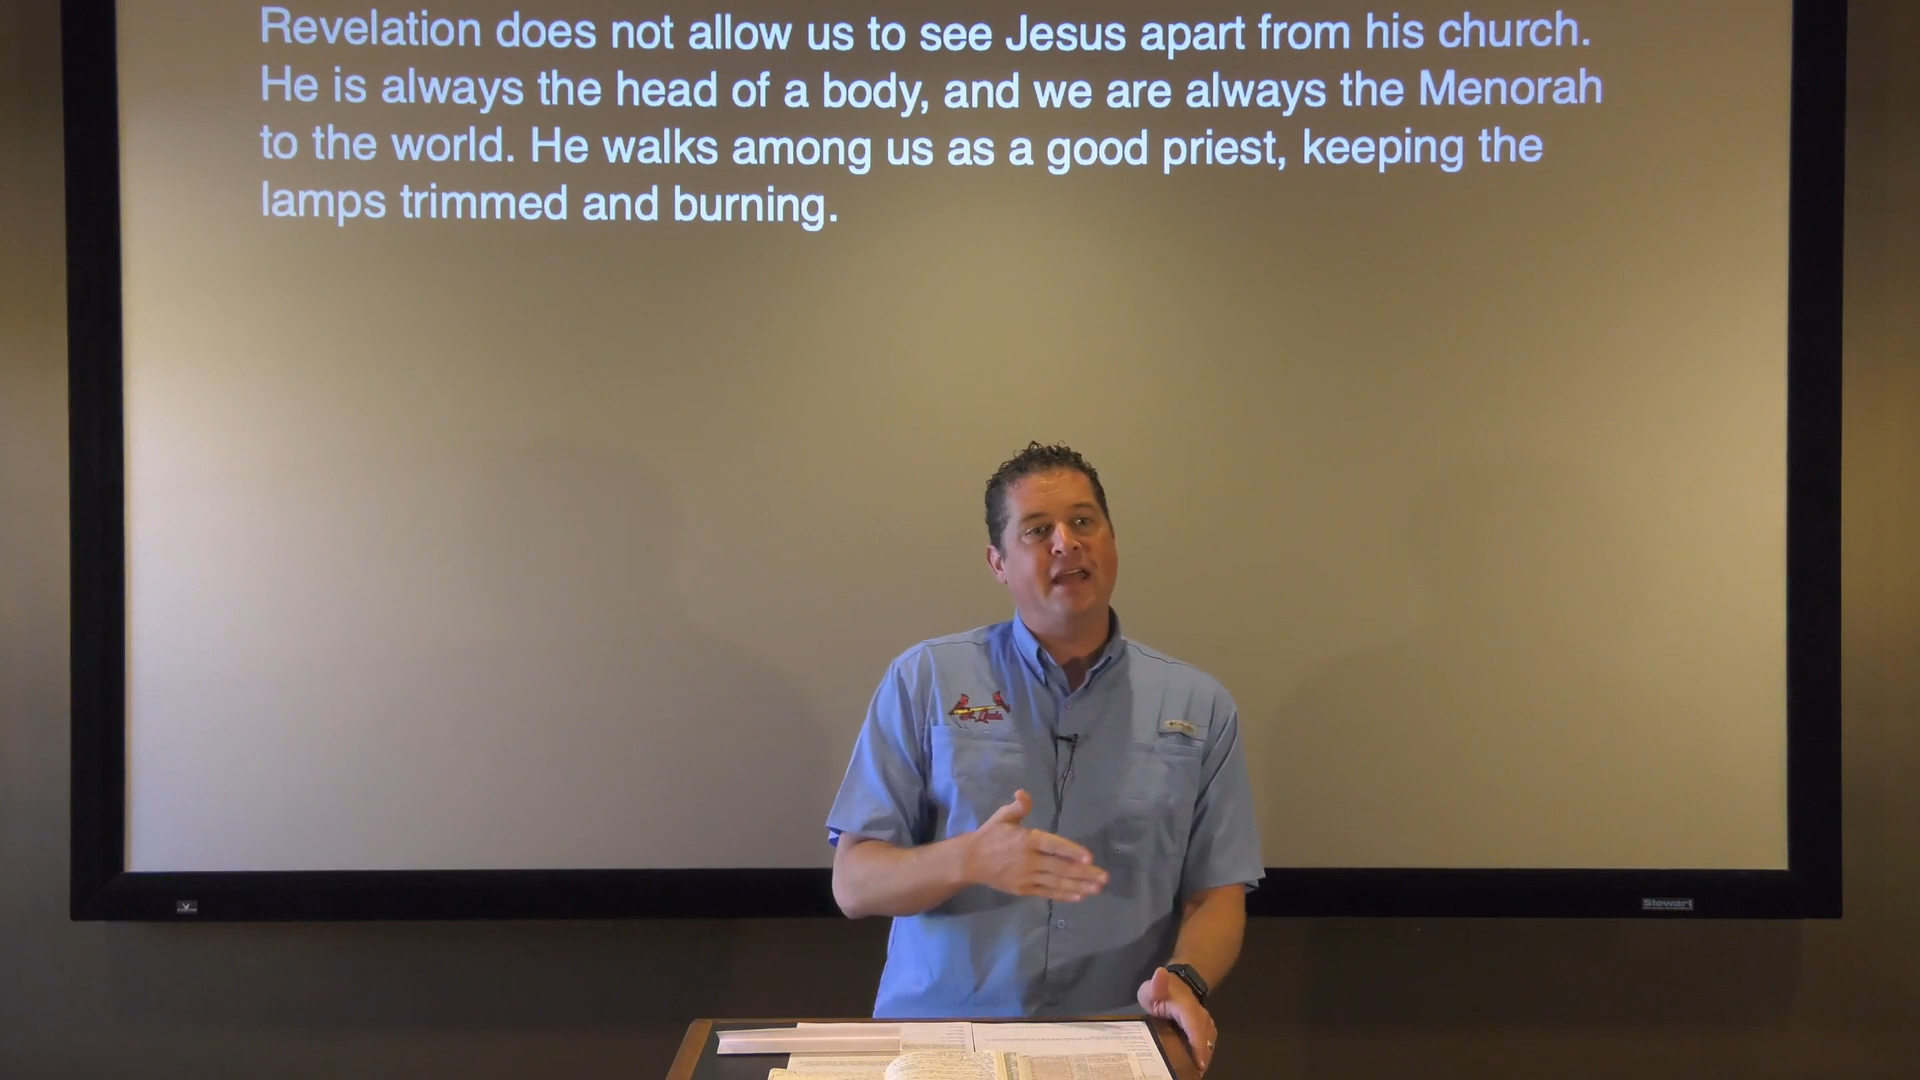 Revelation does not allow us to see Jesus apart from his church.
He is always the head of a body, and we are always the Menorah
to the world. He walks among us as a good priest, keeping the
lamps trimmed and burning.
St. Louis
Stewart